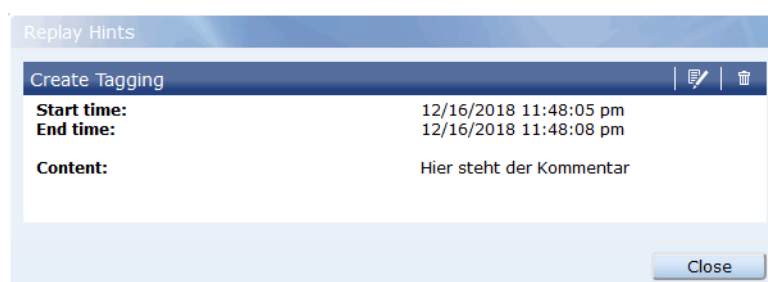 Replay Hints
Create Tagging
Start time: 12/16/2018 11:48:05 pm
End time: 12/16/2018 11:48:08 pm
Content: Hier steht der Kommentar
Close